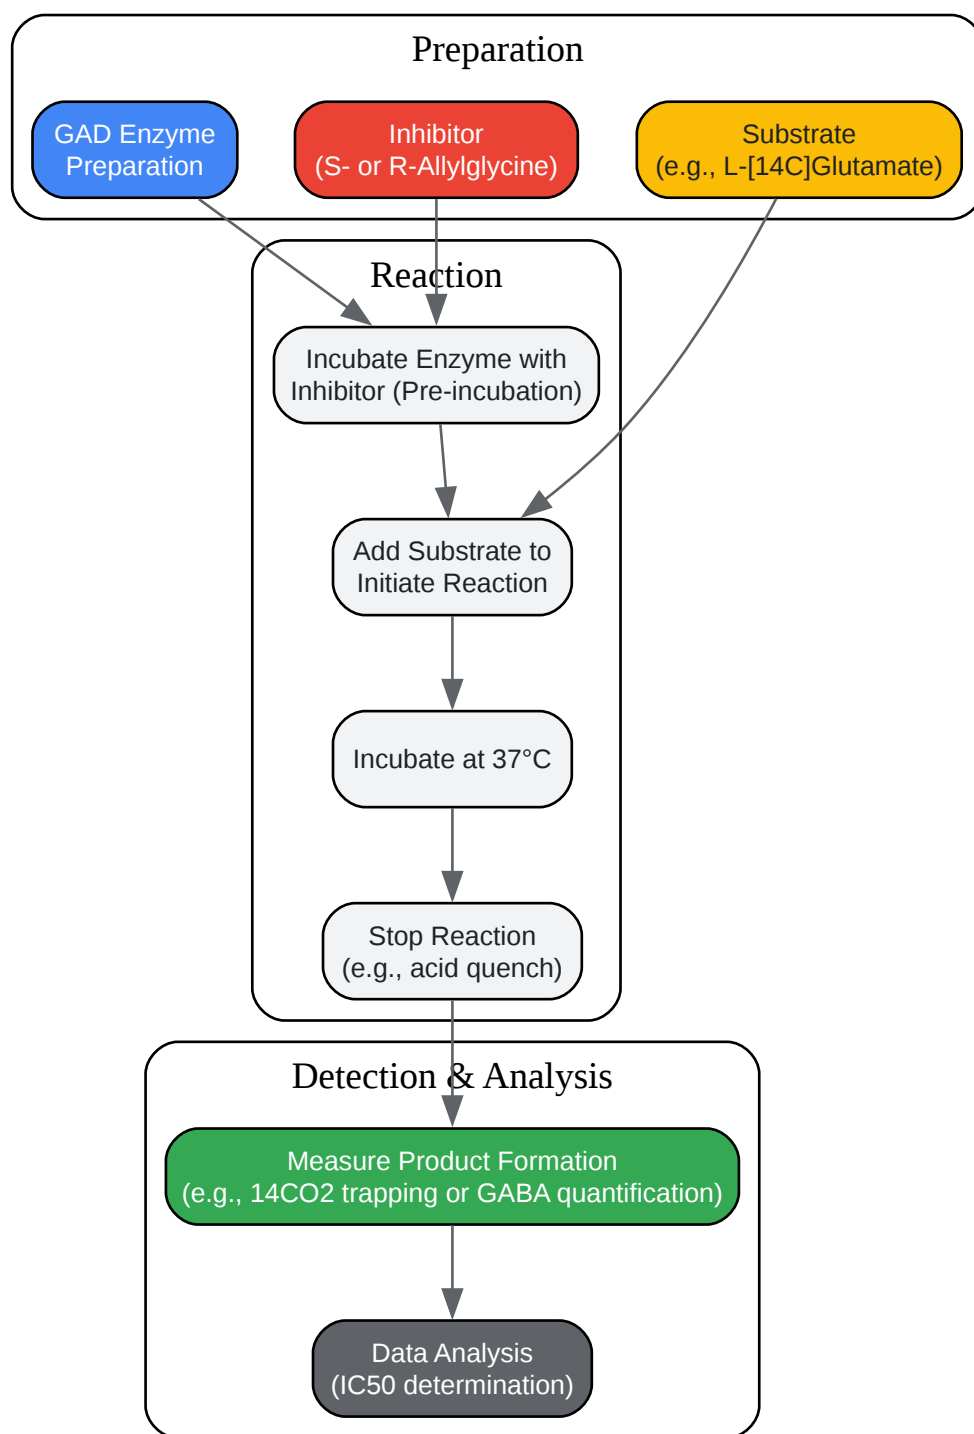 Preparation
GAD Enzyme
Preparation
Inhibitor
(S- or R-Allylglycine)
Substrate
(e.g., L-[14C]Glutamate)
Reaction
Incubate Enzyme with
Inhibitor (Pre-incubation)
Add Substrate to
Initiate Reaction
Incubate at 37°C
Stop Reaction
(e.g., acid quench)
Detection & Analysis
Measure Product Formation
(e.g., 14CO2 trapping or GABA quantification)
Data Analysis
(IC50 determination)